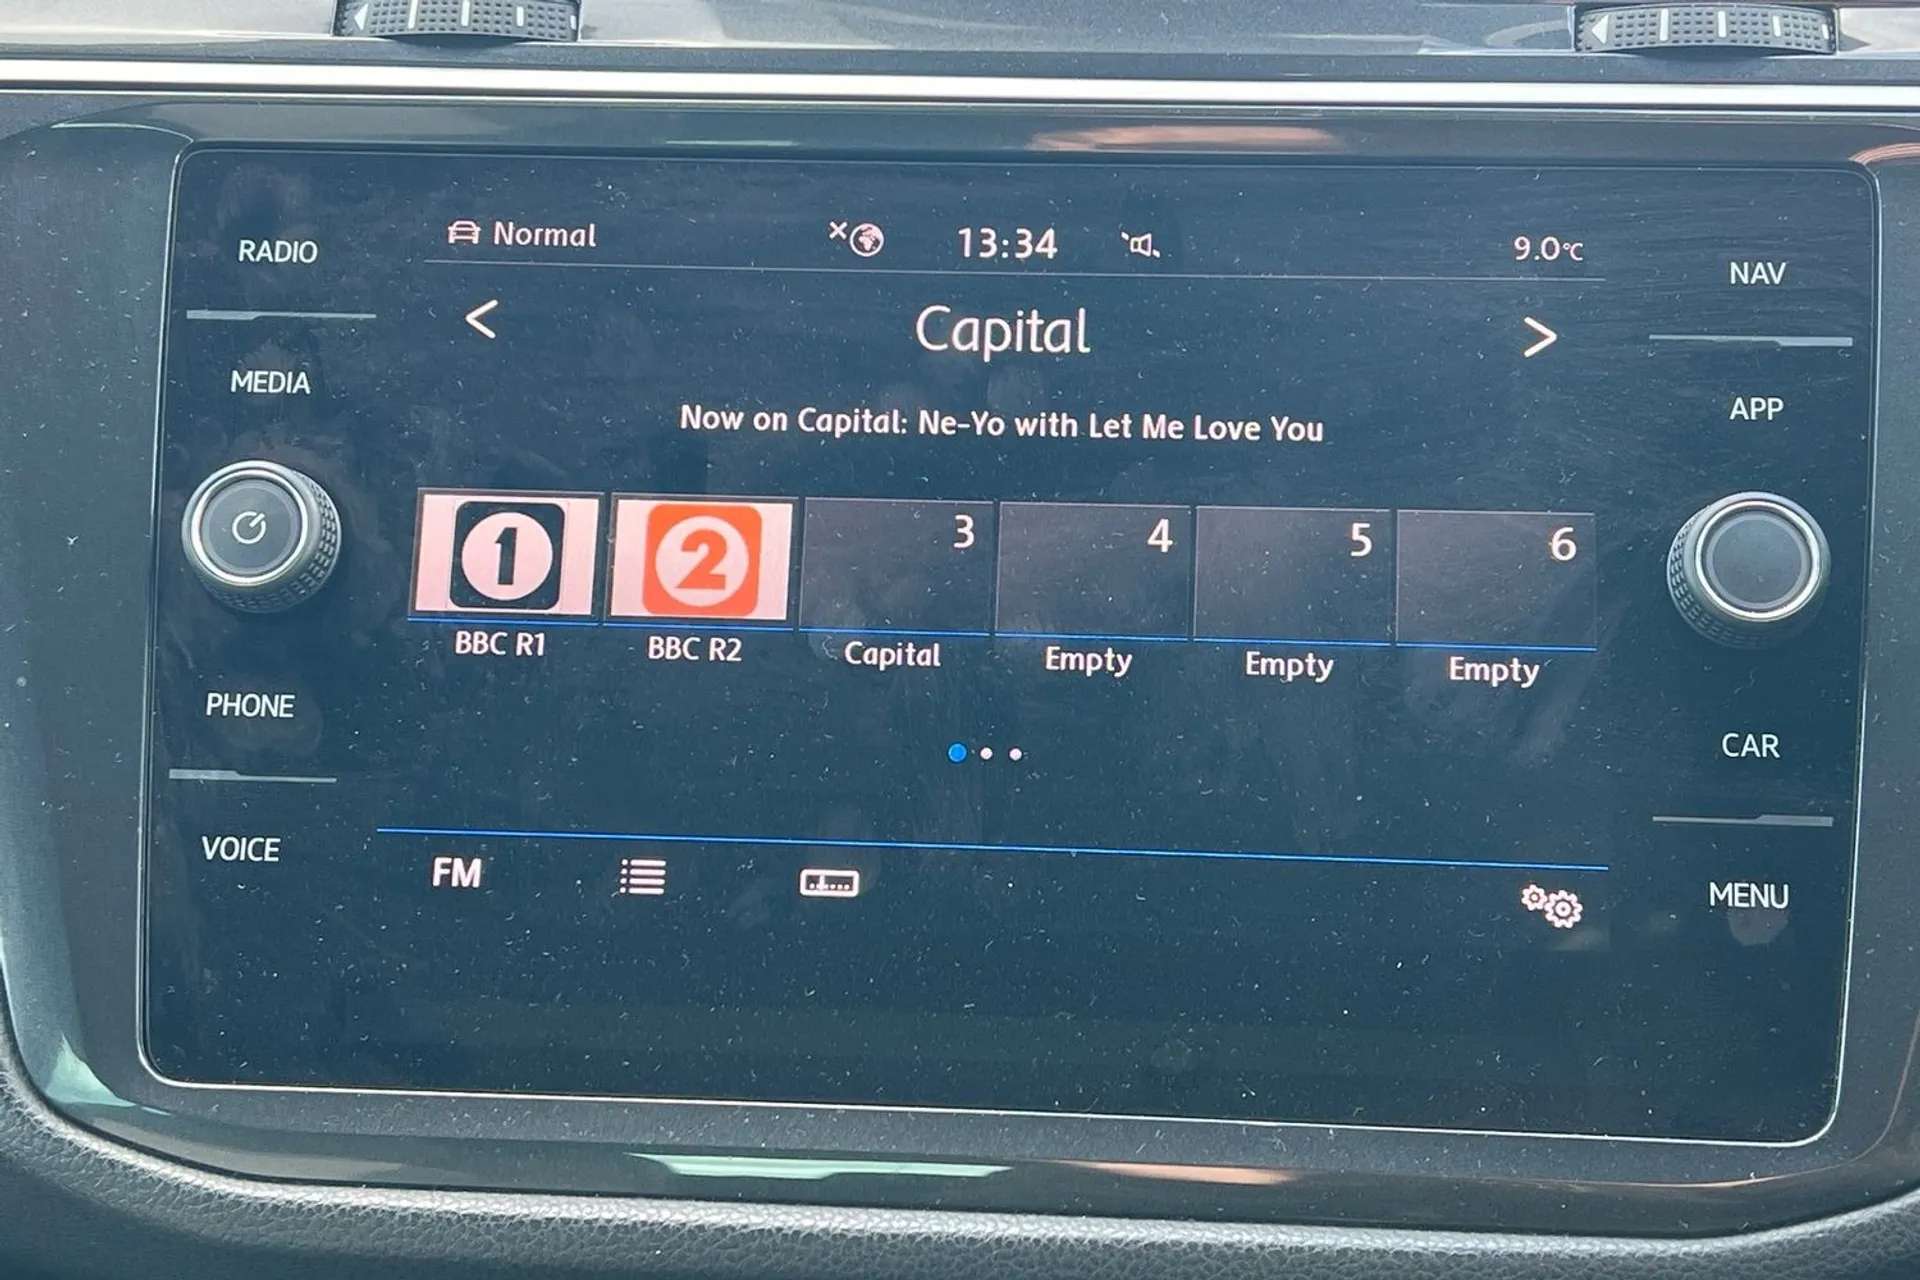 RADIO
MEDIA
PHONE
VOICE
Normal
13:34
9.0°C
<
Capital
>
Now on Capital: Ne-Yo with Let Me Love You
1
2
3
4
5
6
BBC R1
BBC R2
Capital
Empty
Empty
Empty
FM
NAV
APP
CAR
MENU